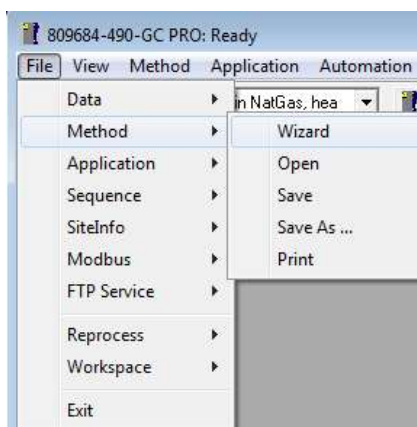 809684-490-GC PRO: Ready
File View Method Application Automation
in NatGas, hea
Data
Method
Application
Sequence
SiteInfo
Modbus
FTP Service
Reprocess
Workspace
Exit
Wizard
Open
Save
Save As ...
Print